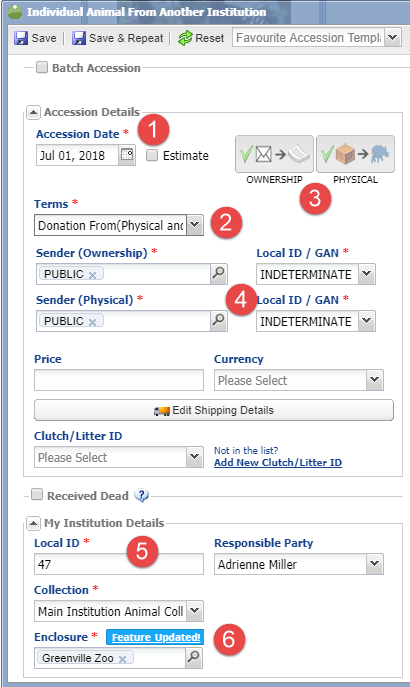 Individual Animal From Another Institution
Save Save & Repeat Reset Favourite Accession Templa
Batch Accession
Accession Details
Accession Date * 1
Jul 01, 2018 Estimate
OWNERSHIP PHYSICAL
3
Terms *
Donation From(Physical and 2
Sender (Ownership) * Local ID / GAN *
PUBLIC x INDETERMINATE
Sender (Physical) * 4 Local ID / GAN *
PUBLIC x INDETERMINATE
Price Currency
Please Select
Edit Shipping Details
Clutch/Litter ID Not in the list?
Please Select Add New Clutch/Litter ID
Received Dead ?
My Institution Details
Local ID * 5 Responsible Party
47 Adrienne Miller
Collection *
Main Institution Animal Coll
Enclosure * Feature Updated! 6
Greenville Zoo x